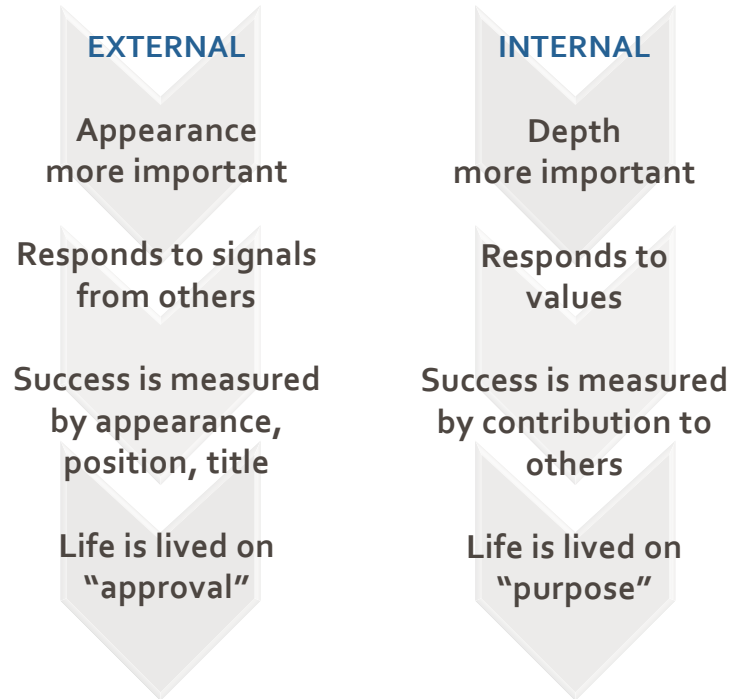 EXTERNAL
Appearance
more important
Responds to signals
from others
Success is measured
by appearance,
position, title
Life is lived on
“approval”
INTERNAL
Depth
more important
Responds to
values
Success is measured
by contribution to
others
Life is lived on
“purpose”